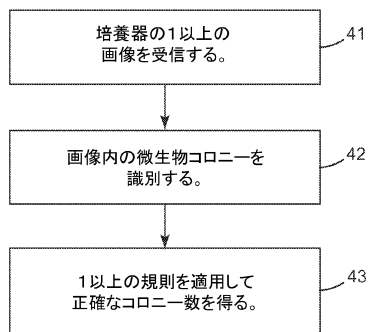 培養器の1以上の
画像を受信する。
41
画像内の微生物コロニーを
識別する。
42
1以上の規則を適用して
正確なコロニー数を得る。
43